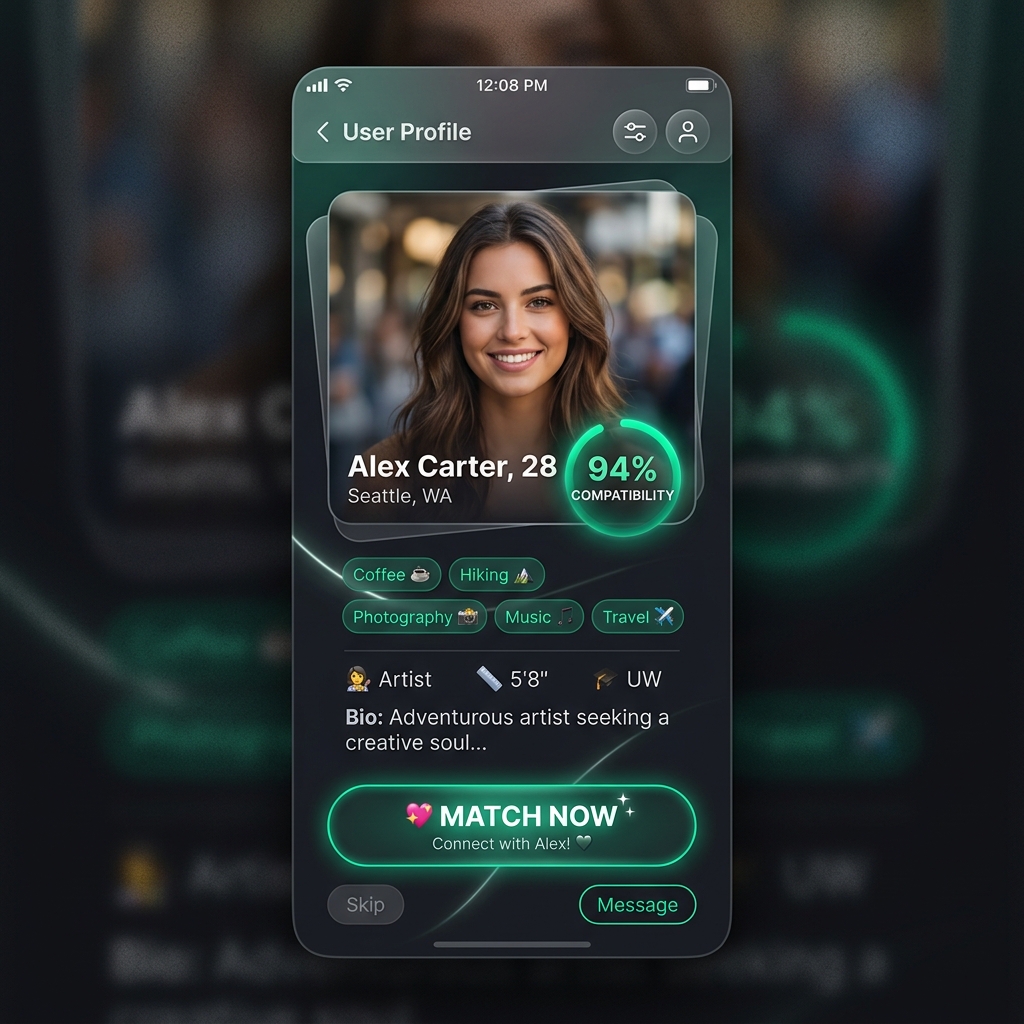 12:08 PM
User Profile
Alex Carter, 28
Seattle, WA
94%
COMPATIBILITY
Coffee ☕
Hiking 🏔️
Photography 📸
Music 🎵
Travel ✈️
👩‍🎨 Artist
📏 5'8"
🎓 UW
Bio: Adventurous artist seeking a
creative soul...
💖 MATCH NOW
Connect with Alex! 💚
Skip
Message